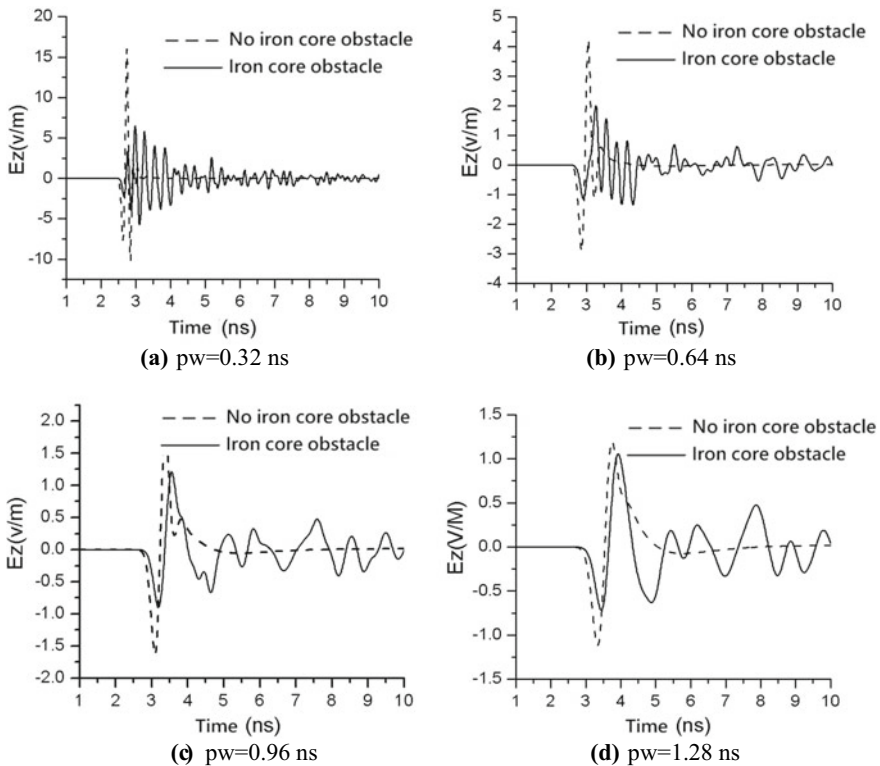 20
15
10
5
0
-5
-10
Ez(v/m)
No iron core obstacle
Iron core obstacle
1 2 3 4 5 6 7 8 9 10
Time (ns)
(a) pw=0.32 ns
5
4
3
2
1
0
-1
-2
-3
-4
Ez(v/m)
No iron core obstacle
Iron core obstacle
1 2 3 4 5 6 7 8 9 10
Time (ns)
(b) pw=0.64 ns
2.0
1.5
1.0
0.5
0.0
-0.5
-1.0
-1.5
-2.0
Ez(v/m)
No iron core obstacle
Iron core obstacle
1 2 3 4 5 6 7 8 9 10
Time (ns)
(c) pw=0.96 ns
1.5
1.0
0.5
0.0
-0.5
-1.0
-1.5
Ez(V/M)
No iron core obstacle
Iron core obstacle
1 2 3 4 5 6 7 8 9 10
Time (ns)
(d) pw=1.28 ns